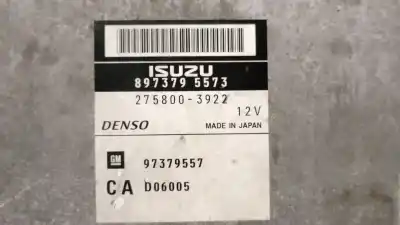 ISUZU
897379 5573
275800-3922
12V
DENSO MADE IN JAPAN
GM 97379557
CA D06005